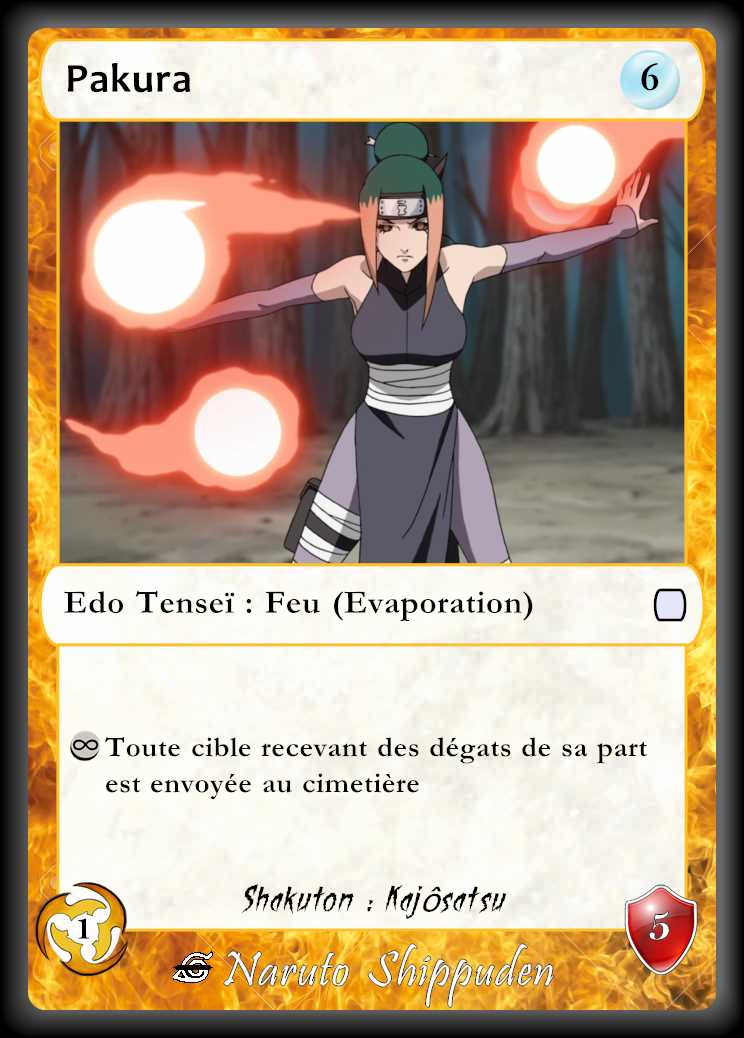 Pakura
6
Edo Tenseï : Feu (Evaporation)
∞ Toute cible recevant des dégats de sa part
est envoyée au cimetière
Shakuton : Kajôsatsu
1
5
Naruto Shippuden